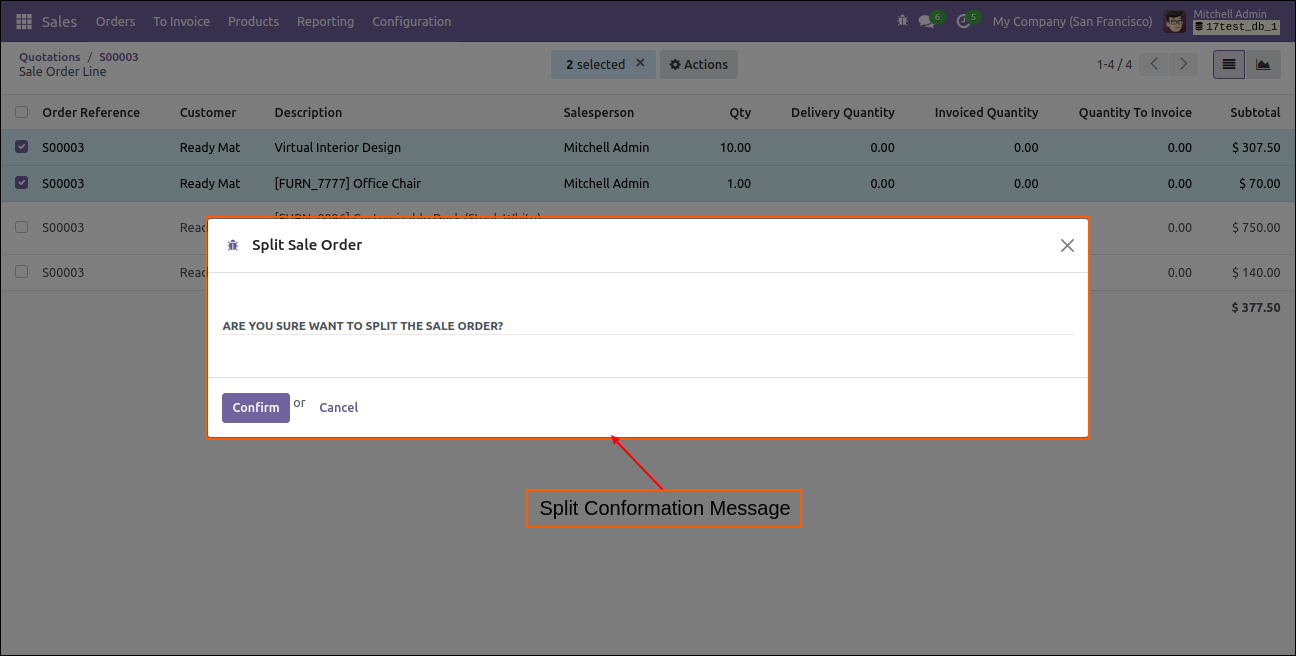 Sales Orders To Invoice Products Reporting Configuration 6 5 My Company (San Francisco) Mitchell Admin
17test_db_1
Quotations / S00003
Sale Order Line
2 selected × Actions 1-4 / 4
Order Reference Customer Description Salesperson Qty Delivery Quantity Invoiced Quantity Quantity To Invoice Subtotal
S00003 Ready Mat Virtual Interior Design Mitchell Admin 10.00 0.00 0.00 0.00 $ 307.50
S00003 Ready Mat [FURN_7777] Office Chair Mitchell Admin 1.00 0.00 0.00 0.00 $ 70.00
S00003 0.00 $ 750.00
S00003 0.00 $ 140.00
$ 377.50
Split Sale Order
ARE YOU SURE WANT TO SPLIT THE SALE ORDER?
Confirm or Cancel
Split Conformation Message